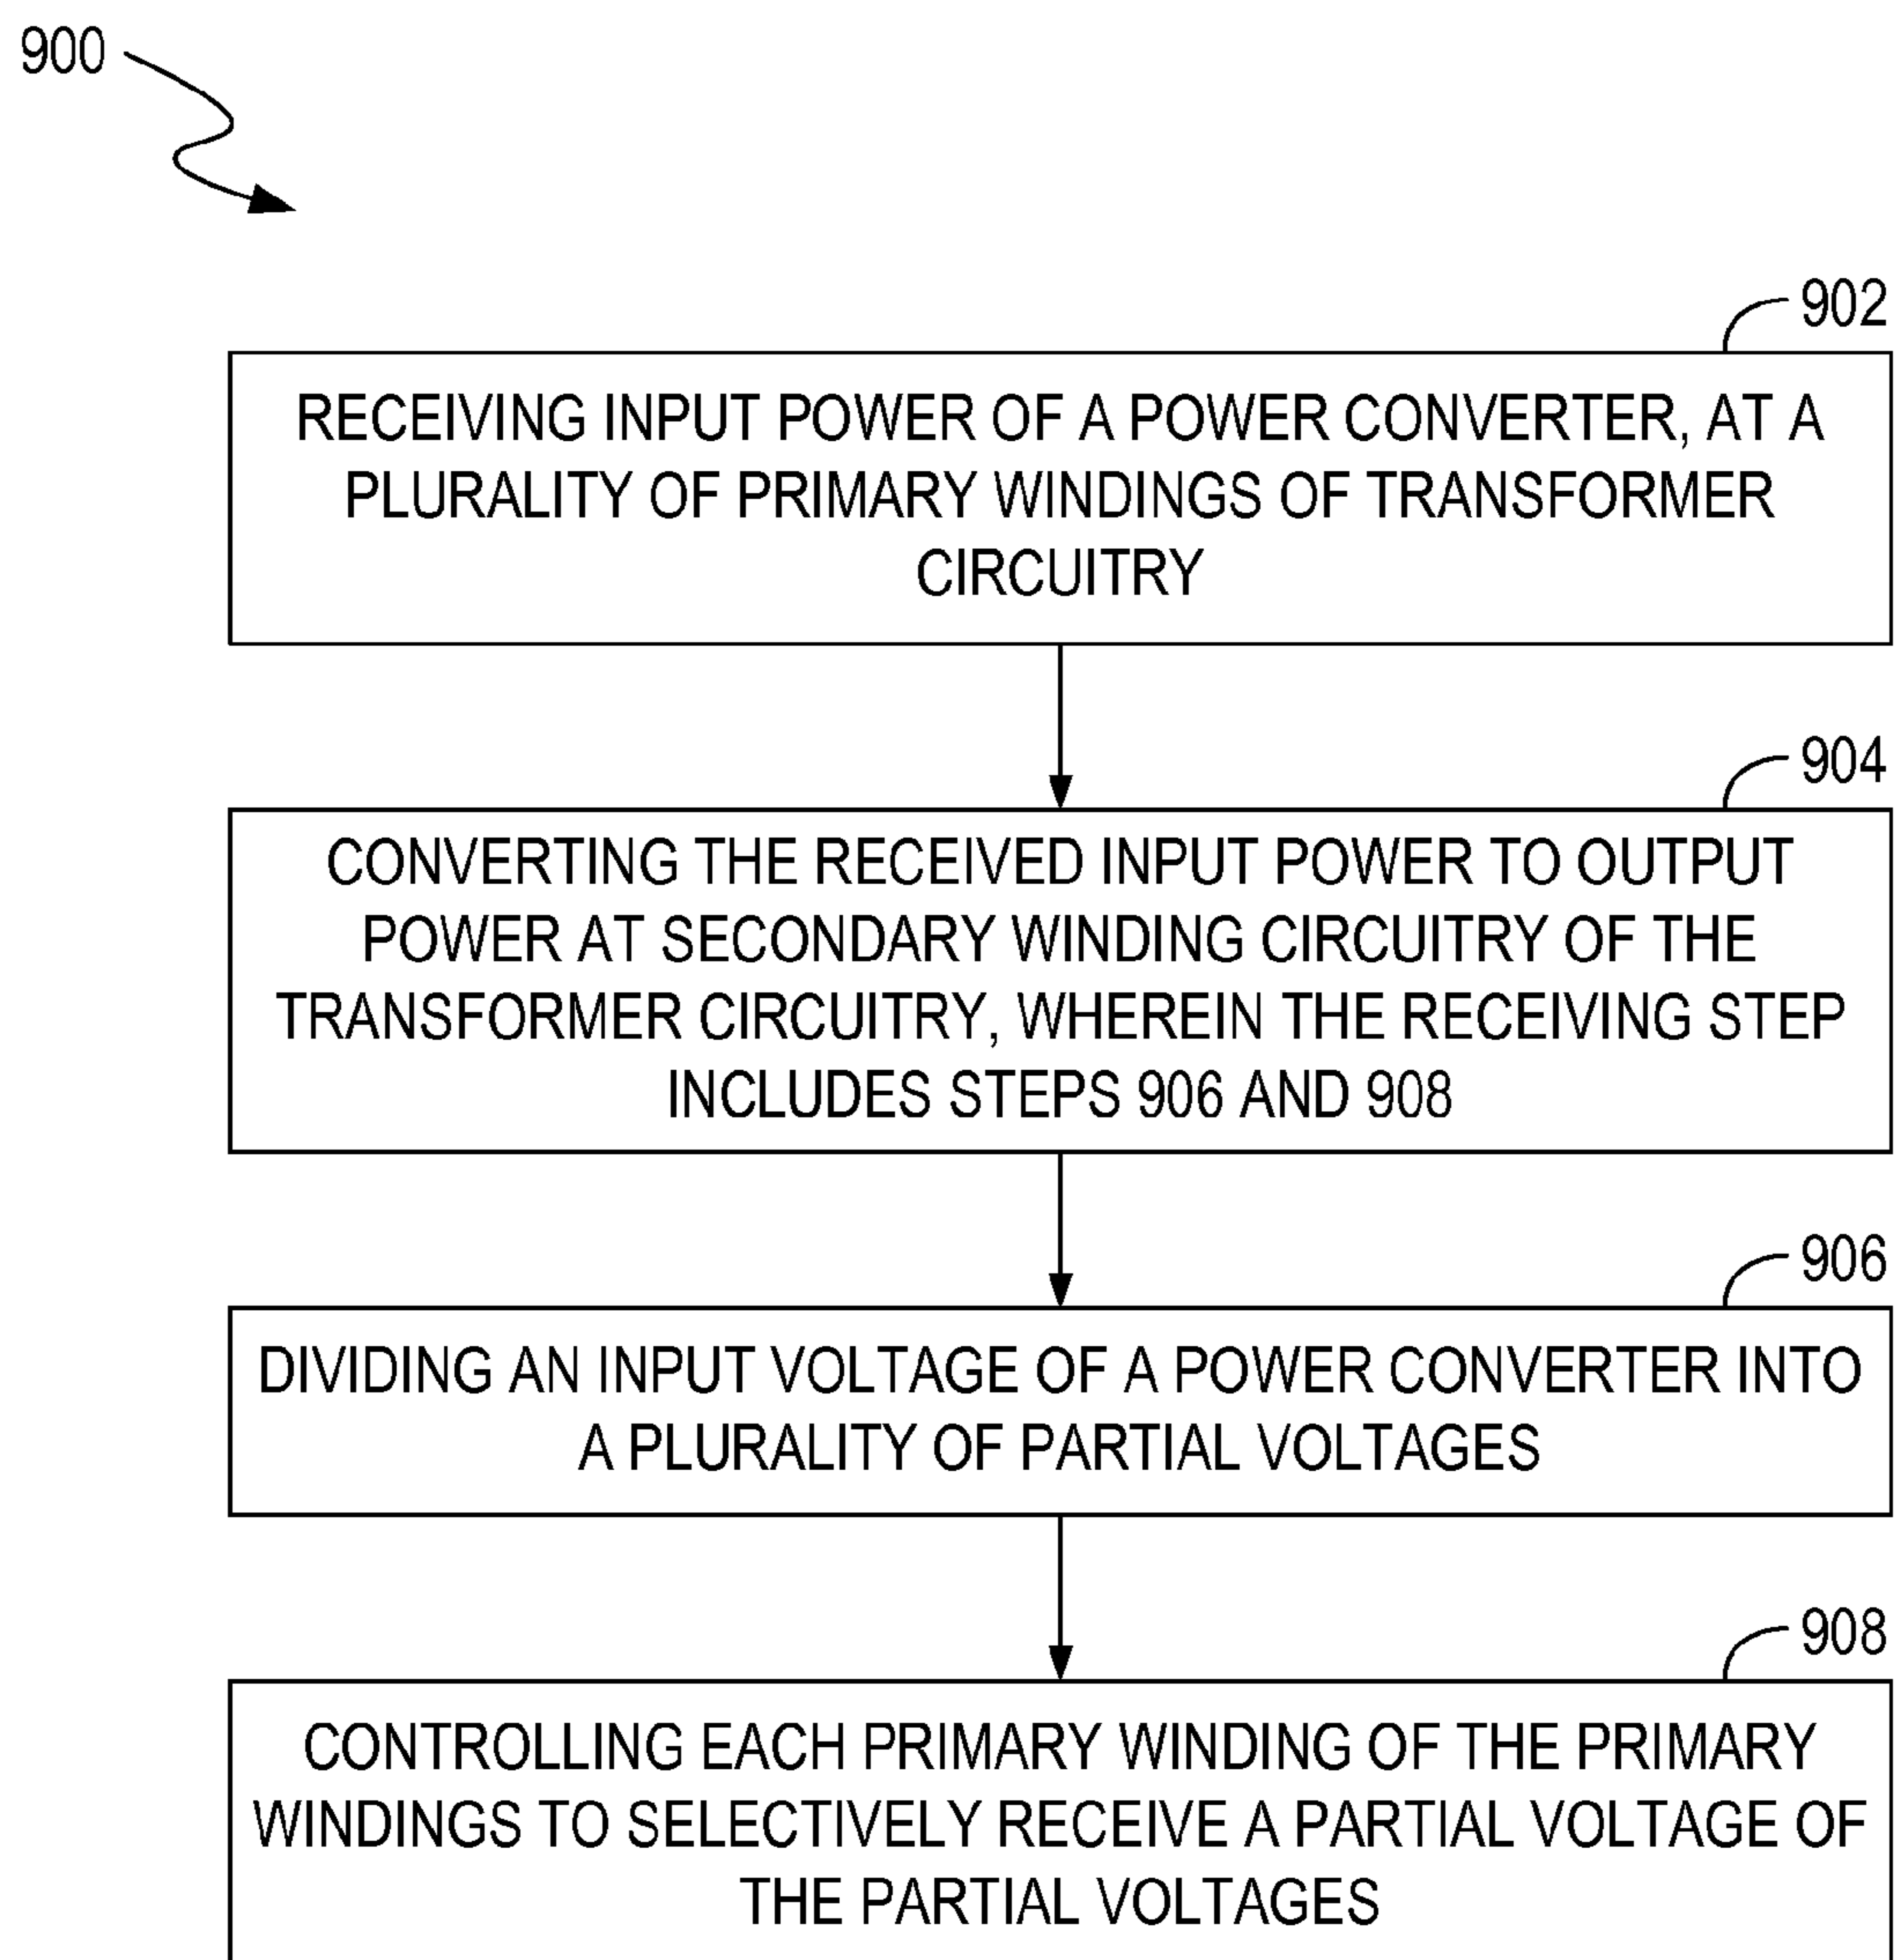 900
902
RECEIVING INPUT POWER OF A POWER CONVERTER, AT A
PLURALITY OF PRIMARY WINDINGS OF TRANSFORMER
CIRCUITRY
904
CONVERTING THE RECEIVED INPUT POWER TO OUTPUT
POWER AT SECONDARY WINDING CIRCUITRY OF THE
TRANSFORMER CIRCUITRY, WHEREIN THE RECEIVING STEP
INCLUDES STEPS 906 AND 908
906
DIVIDING AN INPUT VOLTAGE OF A POWER CONVERTER INTO
A PLURALITY OF PARTIAL VOLTAGES
908
CONTROLLING EACH PRIMARY WINDING OF THE PRIMARY
WINDINGS TO SELECTIVELY RECEIVE A PARTIAL VOLTAGE OF
THE PARTIAL VOLTAGES